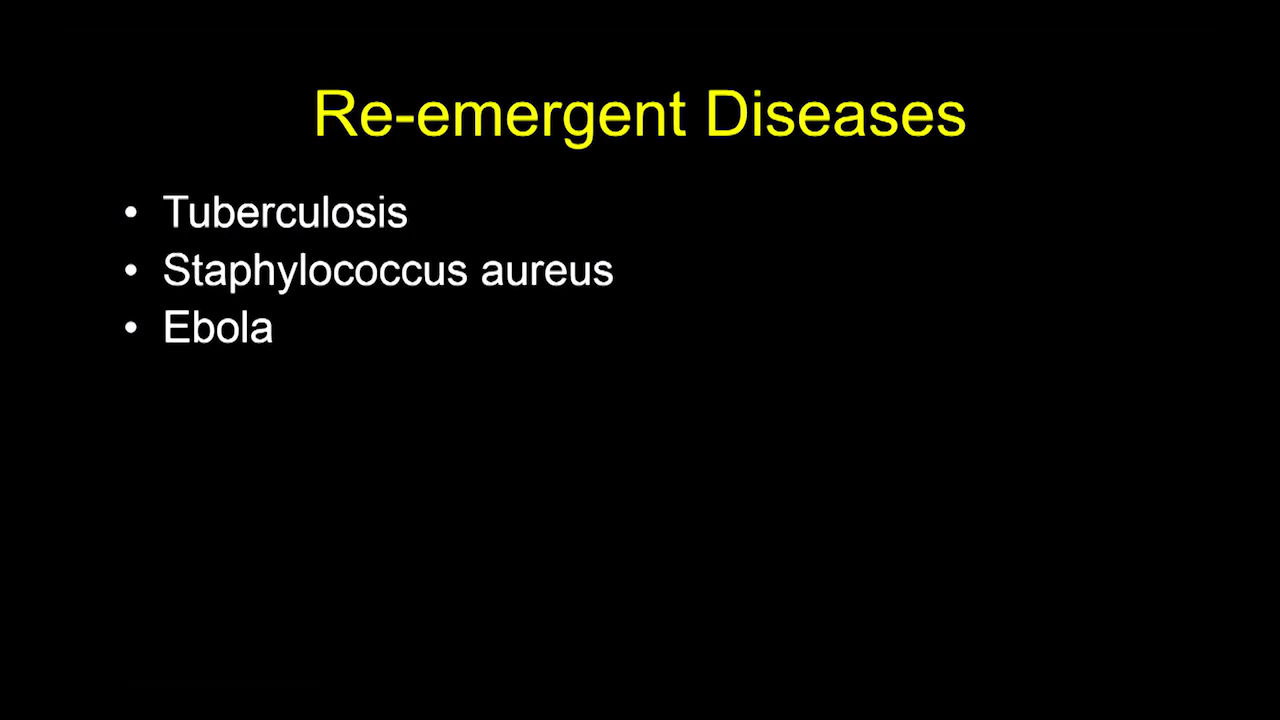 Re-emergent Diseases
• Tuberculosis
• Staphylococcus aureus
• Ebola